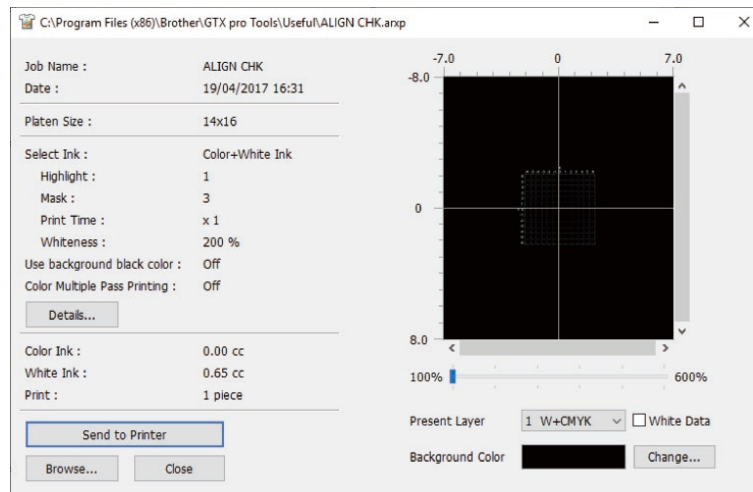 C:\Program Files (x86)\Brother\GTX pro Tools\Useful\ALIGN CHK.arxp
Job Name : ALIGN CHK
Date : 19/04/2017 16:31
Platen Size : 14x16
Select Ink : Color+White Ink
Highlight : 1
Mask : 3
Print Time : x 1
Whiteness : 200 %
Use background black color : Off
Color Multiple Pass Printing : Off
Details...
Color Ink : 0.00 cc
White Ink : 0.65 cc
Print : 1 piece
Send to Printer
Browse... Close
-7.0 0 7.0
-8.0
0
8.0
100% 600%
Present Layer 1 W+CMYK White Data
Background Color Change...